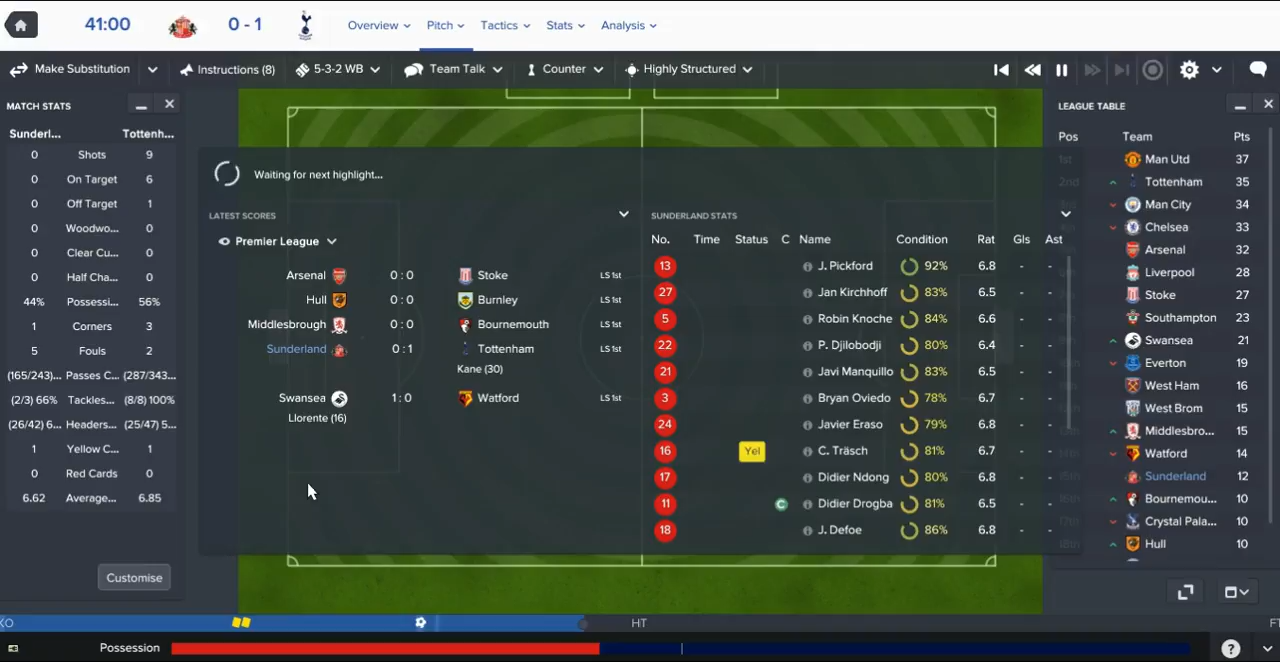 41:00 0 - 1 Overview Pitch Tactics Stats Analysis
Make Substitution Instructions (8) 5-3-2 WB Team Talk Counter Highly Structured
MATCH STATS
Sunderl... Tottenh...
0 Shots 9
0 On Target 6
0 Off Target 1
0 Woodwo... 0
0 Clear Cu... 0
0 Half Cha... 0
44% Possessi... 56%
1 Corners 3
5 Fouls 2
(165/243)... Passes C... (287/343...
(2/3) 66% Tackles... (8/8) 100%
(26/42) 6... Headers... (25/47) 5...
1 Yellow C... 1
0 Red Cards 0
6.62 Average... 6.85
Customise
Waiting for next highlight...
LATEST SCORES
Premier League
Arsenal 0 : 0 Stoke LS 1st
Hull 0 : 0 Burnley LS 1st
Middlesbrough 0 : 0 Bournemouth LS 1st
Sunderland 0 : 1 Tottenham LS 1st
Kane (30)
Swansea 1 : 0 Watford LS 1st
Llorente (16)
SUNDERLAND STATS
No. Time Status C Name Condition Rat Gls Ast
13 J. Pickford 92% 6.8 - -
27 Jan Kirchhoff 83% 6.5 - -
5 Robin Knoche 84% 6.6 - -
22 P. Djilobodji 80% 6.4 - -
21 Javi Manquillo 83% 6.5 - -
3 Bryan Oviedo 78% 6.7 - -
24 Javier Eraso 79% 6.8 - -
16 Yel C. Träsch 81% 6.7 - -
17 Didier Ndong 80% 6.8 - -
11 C Didier Drogba 81% 6.5 - -
18 J. Defoe 86% 6.8 - -
LEAGUE TABLE
Pos Team Pts
1st Man Utd 37
2nd Tottenham 35
3rd Man City 34
4th Chelsea 33
Arsenal 32
Liverpool 28
Stoke 27
Southampton 23
Swansea 21
Everton 19
West Ham 16
West Brom 15
Middlesbro... 15
Watford 14
15th Sunderland 12
Bournemou... 10
17th Crystal Pala... 10
18th Hull 10
KO HT FT
Possession ?